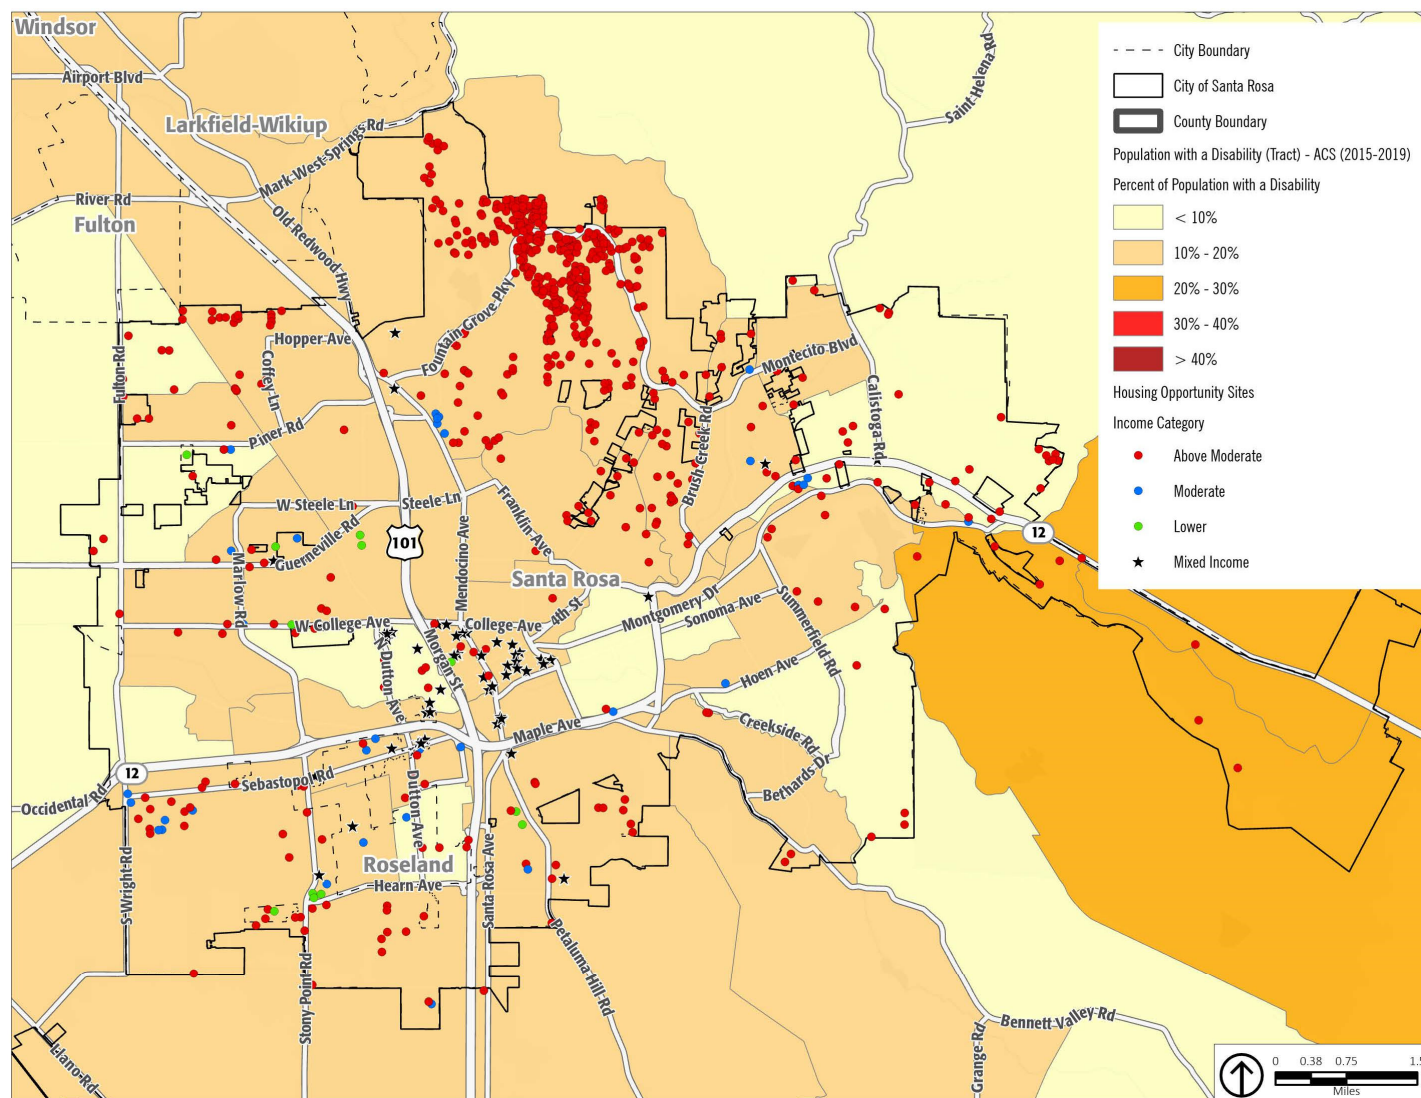 Windsor
Airport Blvd
Larkfield-Wikiup
Mark West Springs Rd
River Rd
Fulton
Old Redwood Hwy
Saint Helena Rd
Fountain Grove Pky
Hopper Ave
Fulton Rd
Coffey Ln
Piner Rd
Montecito Blvd
Calistoga Rd
Brush Creek Rd
W Steele Ln
Steele Ln
Guerneville Rd
101
Franklin Ave
Mendocino Ave
Marlow Rd
Santa Rosa
12
W College Ave
College Ave
4th St
Montgomery Dr
Sonoma Ave
Summerfield Rd
N Dutton Ave
Morgan St
Hoen Ave
Maple Ave
Creekside Rd
Bethards Dr
12
Sebastopol Rd
Occidental Rd
Dutton Ave
S Wright Rd
Roseland
Hearn Ave
Santa Rosa Ave
Stony Point Rd
Petaluma Hill Rd
Bennett Valley Rd
Grange Rd
Llano Rd
City Boundary
City of Santa Rosa
County Boundary
Population with a Disability (Tract) - ACS (2015-2019)
Percent of Population with a Disability
< 10%
10% - 20%
20% - 30%
30% - 40%
> 40%
Housing Opportunity Sites
Income Category
Above Moderate
Moderate
Lower
Mixed Income
0 0.38 0.75 1.5
Miles